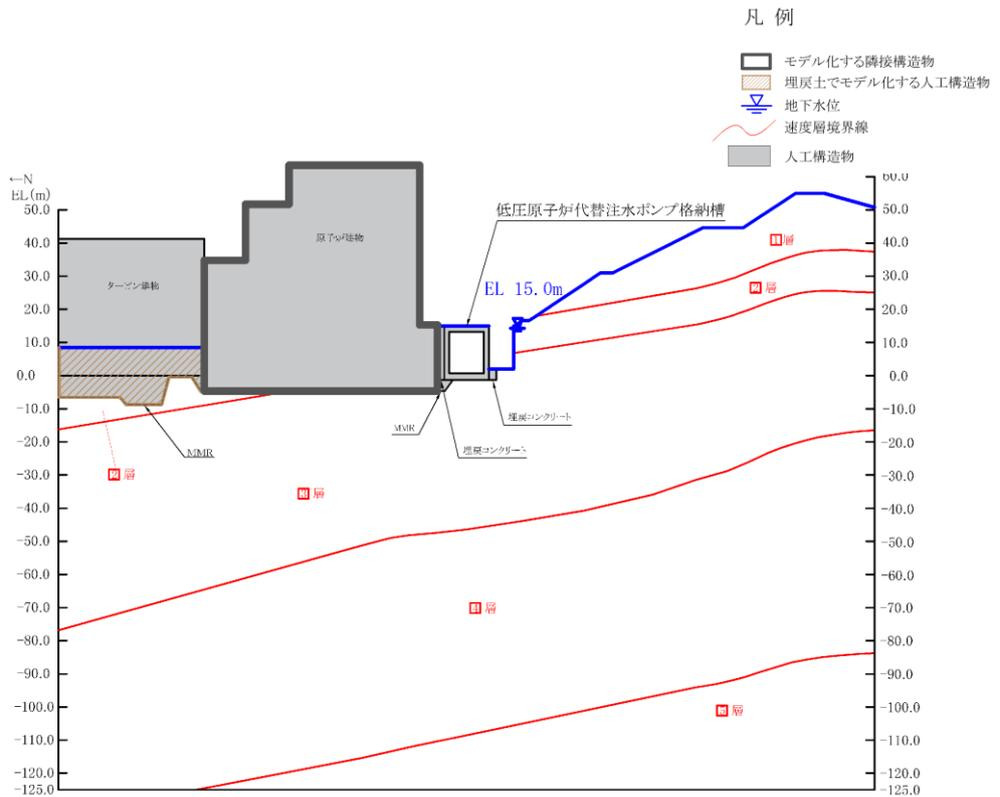 凡 例
モデル化する隣接構造物
埋戻土でモデル化する人工構造物
地下水位
速度層境界線
人工構造物
←N
EL(m)
60.0
50.0
50.0
低圧原子炉代替注水ポンプ格納槽
40.0
40.0
原子炉建物
1層
30.0
30.0
タービン建物
EL 15.0m
2層
20.0
20.0
10.0
10.0
0.0
0.0
-10.0
-10.0
埋戻コンクリート
MMR
-20.0
-20.0
MMR
埋戻コンクリート
-30.0
-30.0
2層
3層
-40.0
-40.0
-50.0
-50.0
-60.0
-60.0
-70.0
-70.0
4層
-80.0
-80.0
-90.0
-90.0
-100.0
-100.0
5層
-110.0
-110.0
-120.0
-120.0
-125.0
-125.0